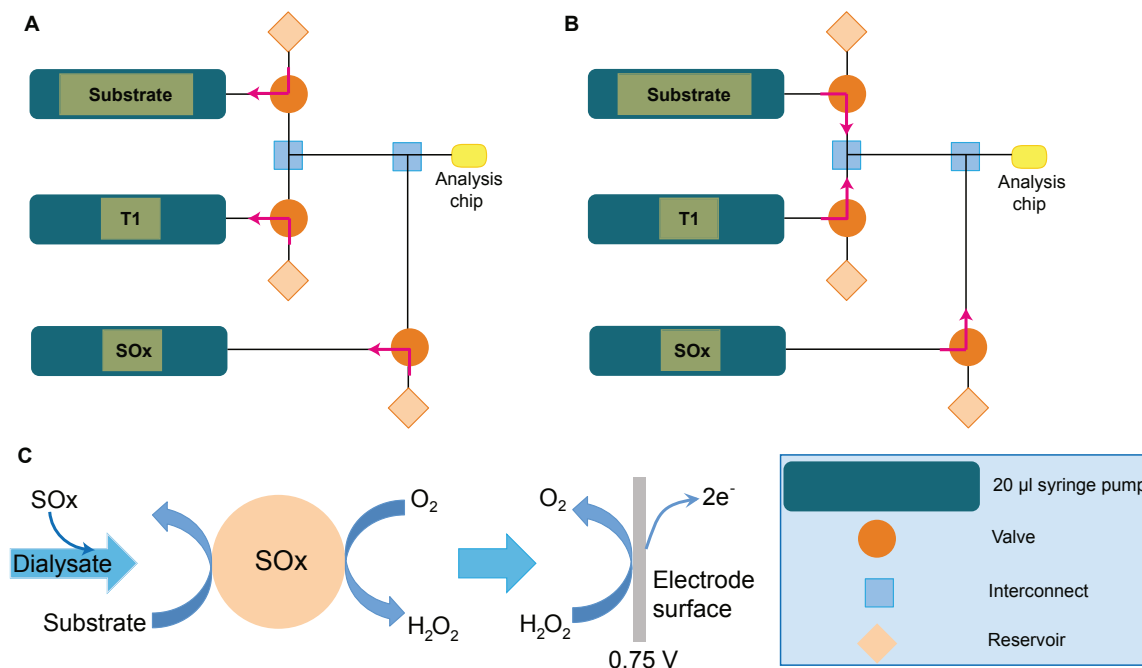 A
Substrate
T1
SOx
Analysis
chip
B
Substrate
T1
SOx
Analysis
chip
C
SOx
Dialysate
Substrate
SOx
O₂
H₂O₂
O₂
H₂O₂
2e⁻
Electrode
surface
0.75 V
20 µl syringe pump
Valve
Interconnect
Reservoir